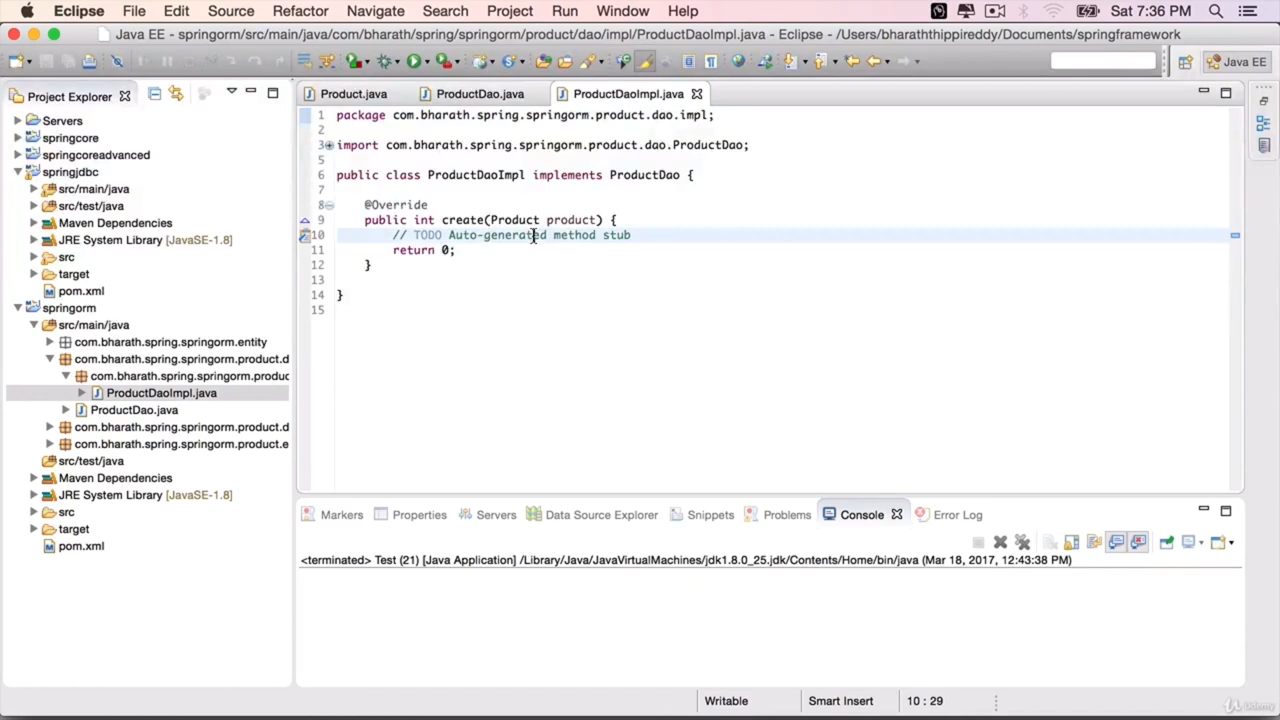 Eclipse File Edit Source Refactor Navigate Search Project Run Window Help Sat 7:36 PM
Java EE - springorm/src/main/java/com/bharath/spring/springorm/product/dao/impl/ProductDaoImpl.java - Eclipse - /Users/bharaththippireddy/Documents/springframework
Java EE
Project Explorer
Servers
springcore
springcoreadvanced
springjdbc
src/main/java
src/test/java
Maven Dependencies
JRE System Library [JavaSE-1.8]
src
target
pom.xml
springorm
src/main/java
com.bharath.spring.springorm.entity
com.bharath.spring.springorm.product.d
com.bharath.spring.springorm.produc
ProductDaoImpl.java
ProductDao.java
com.bharath.spring.springorm.product.d
com.bharath.spring.springorm.product.e
src/test/java
Maven Dependencies
JRE System Library [JavaSE-1.8]
src
target
pom.xml
Product.java ProductDao.java ProductDaoImpl.java
1 package com.bharath.spring.springorm.product.dao.impl;
2
3 import com.bharath.spring.springorm.product.dao.ProductDao;
5
6 public class ProductDaoImpl implements ProductDao {
7
8 @Override
9 public int create(Product product) {
10 // TODO Auto-generated method stub
11 return 0;
12 }
13
14 }
15
Markers Properties Servers Data Source Explorer Snippets Problems Console Error Log
<terminated> Test (21) [Java Application] /Library/Java/JavaVirtualMachines/jdk1.8.0_25.jdk/Contents/Home/bin/java (Mar 18, 2017, 12:43:38 PM)
Writable Smart Insert 10 : 29
Udemy